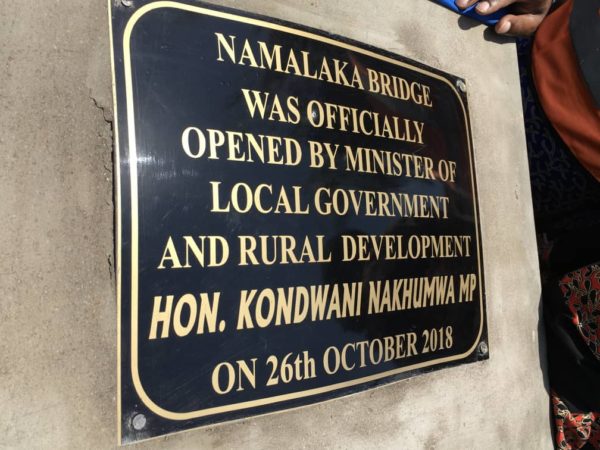 NAMALAKA BRIDGE
WAS OFFICIALLY
OPENED BY MINISTER OF
LOCAL GOVERNMENT
AND RURAL DEVELOPMENT
HON. KONDWANI NAKHUMWA MP
ON 26th OCTOBER 2018